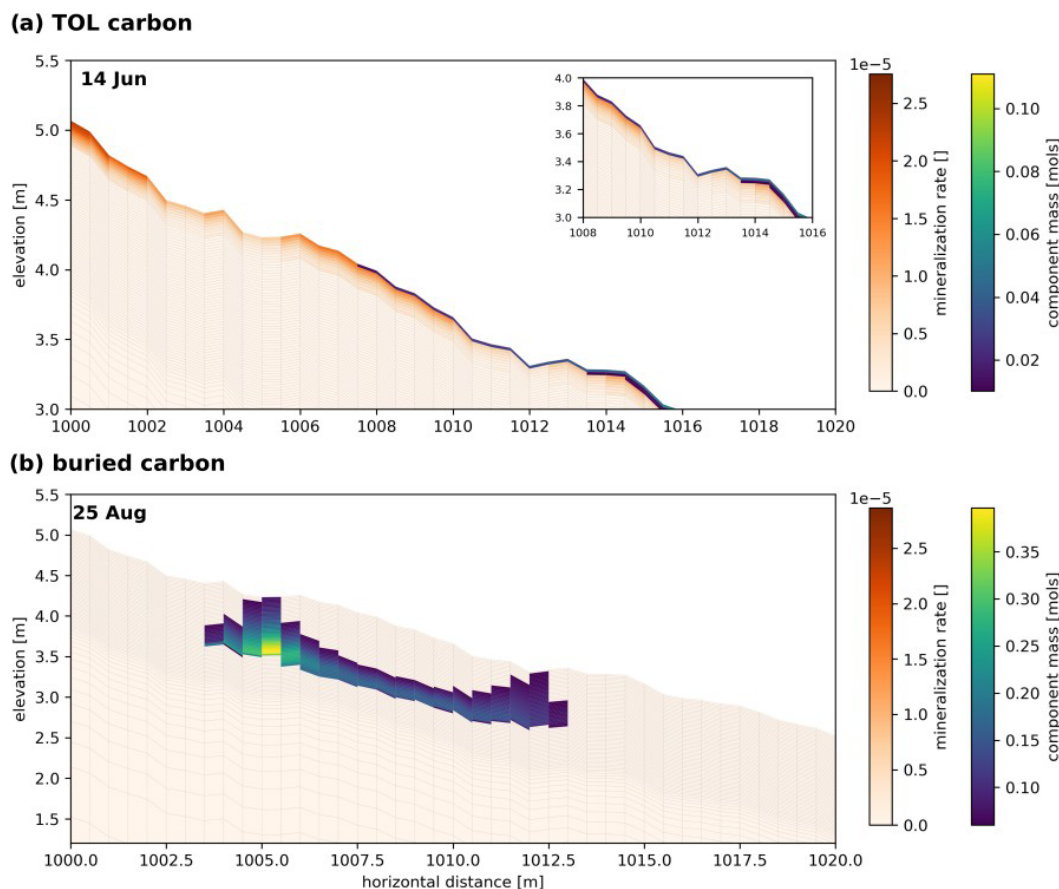 (a) TOL carbon
14 Jun
5.5
5.0
4.5
4.0
3.5
3.0
elevation [m]
1000 1002 1004 1006 1008 1010 1012 1014 1016 1018 1020
4.0
3.8
3.6
3.4
3.2
3.0
1008 1010 1012 1014 1016
1e−5
2.5
2.0
1.5
1.0
0.5
0.0
mineralization rate []
0.10
0.08
0.06
0.04
0.02
component mass [mols]
(b) buried carbon
25 Aug
5.5
5.0
4.5
4.0
3.5
3.0
2.5
2.0
1.5
elevation [m]
1000.0 1002.5 1005.0 1007.5 1010.0 1012.5 1015.0 1017.5 1020.0
horizontal distance [m]
1e−5
2.5
2.0
1.5
1.0
0.5
0.0
mineralization rate []
0.35
0.30
0.25
0.20
0.15
0.10
component mass [mols]